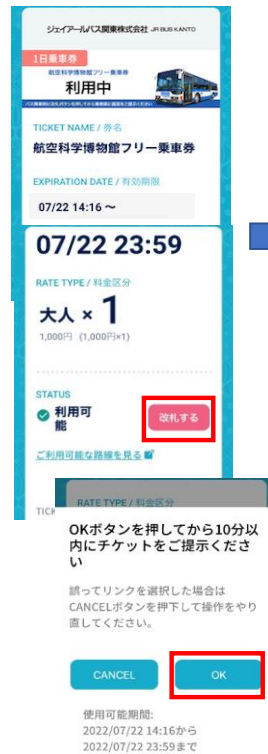 ジェイアールバス関東株式会社 JR BUS KANTO
1日乗車券
航空科学博物館フリー乗車券
利用中
TICKET NAME / 券名
航空科学博物館フリー乗車券
EXPIRATION DATE / 有効期限
07/22 14:16 ～
07/22 23:59
RATE TYPE / 料金区分
大人 × 1
1,000円 (1,000円×1)
STATUS
利用可
能
改札する
ご利用可能な路線を見る
TICK
RATE TYPE / 料金区分
OKボタンを押してから10分以
内にチケットをご提示くださ
い
誤ってリンクを選択した場合は
CANCELボタンを押下して操作をやり
直してください。
CANCEL
OK
使用可能期間:
2022/07/22 14:16から
2022/07/22 23:59まで